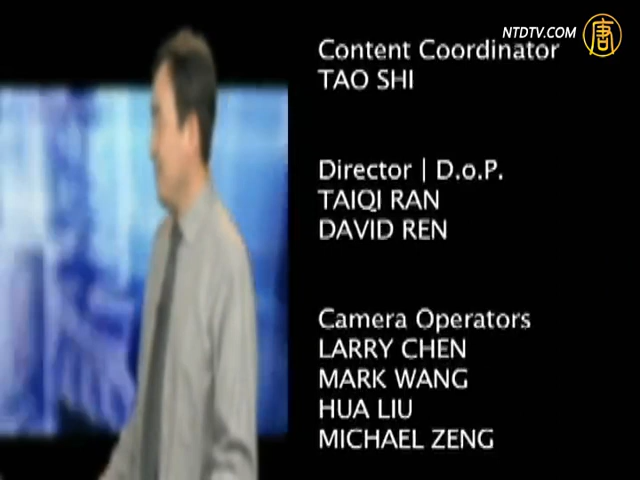 NTDTV.COM
唐
Content Coordinator
TAO SHI
Director | D.o.P.
TAIQI RAN
DAVID REN
Camera Operators
LARRY CHEN
MARK WANG
HUA LIU
MICHAEL ZENG